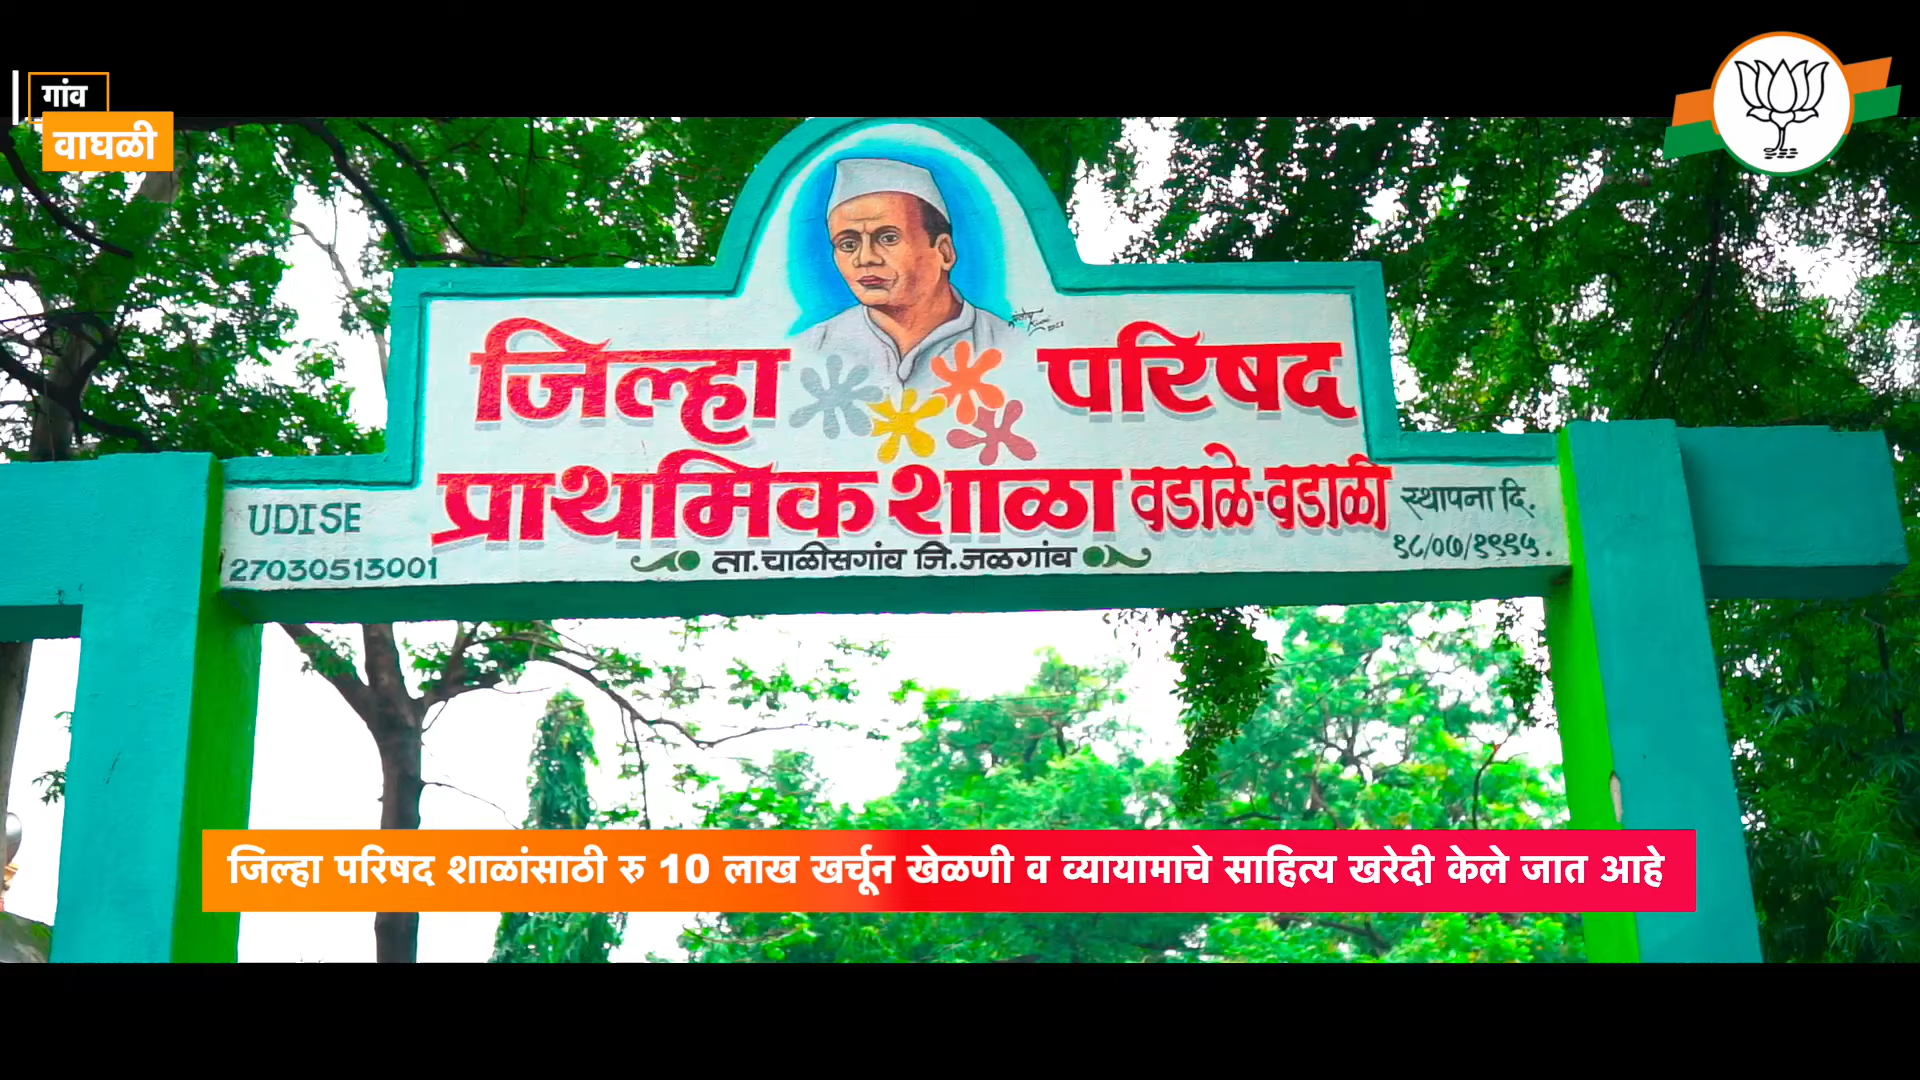 गांव
वाघळी
जिल्हा परिषद
प्राथमिक शाळा वडाळे-वडाळी
UDISE
27030513001
ता.चाळीसगांव जि.जळगांव
स्थापना दि.
१८/०७/१९९५.
जिल्हा परिषद शाळांसाठी रु 10 लाख खर्चून खेळणी व व्यायामाचे साहित्य खरेदी केले जात आहे